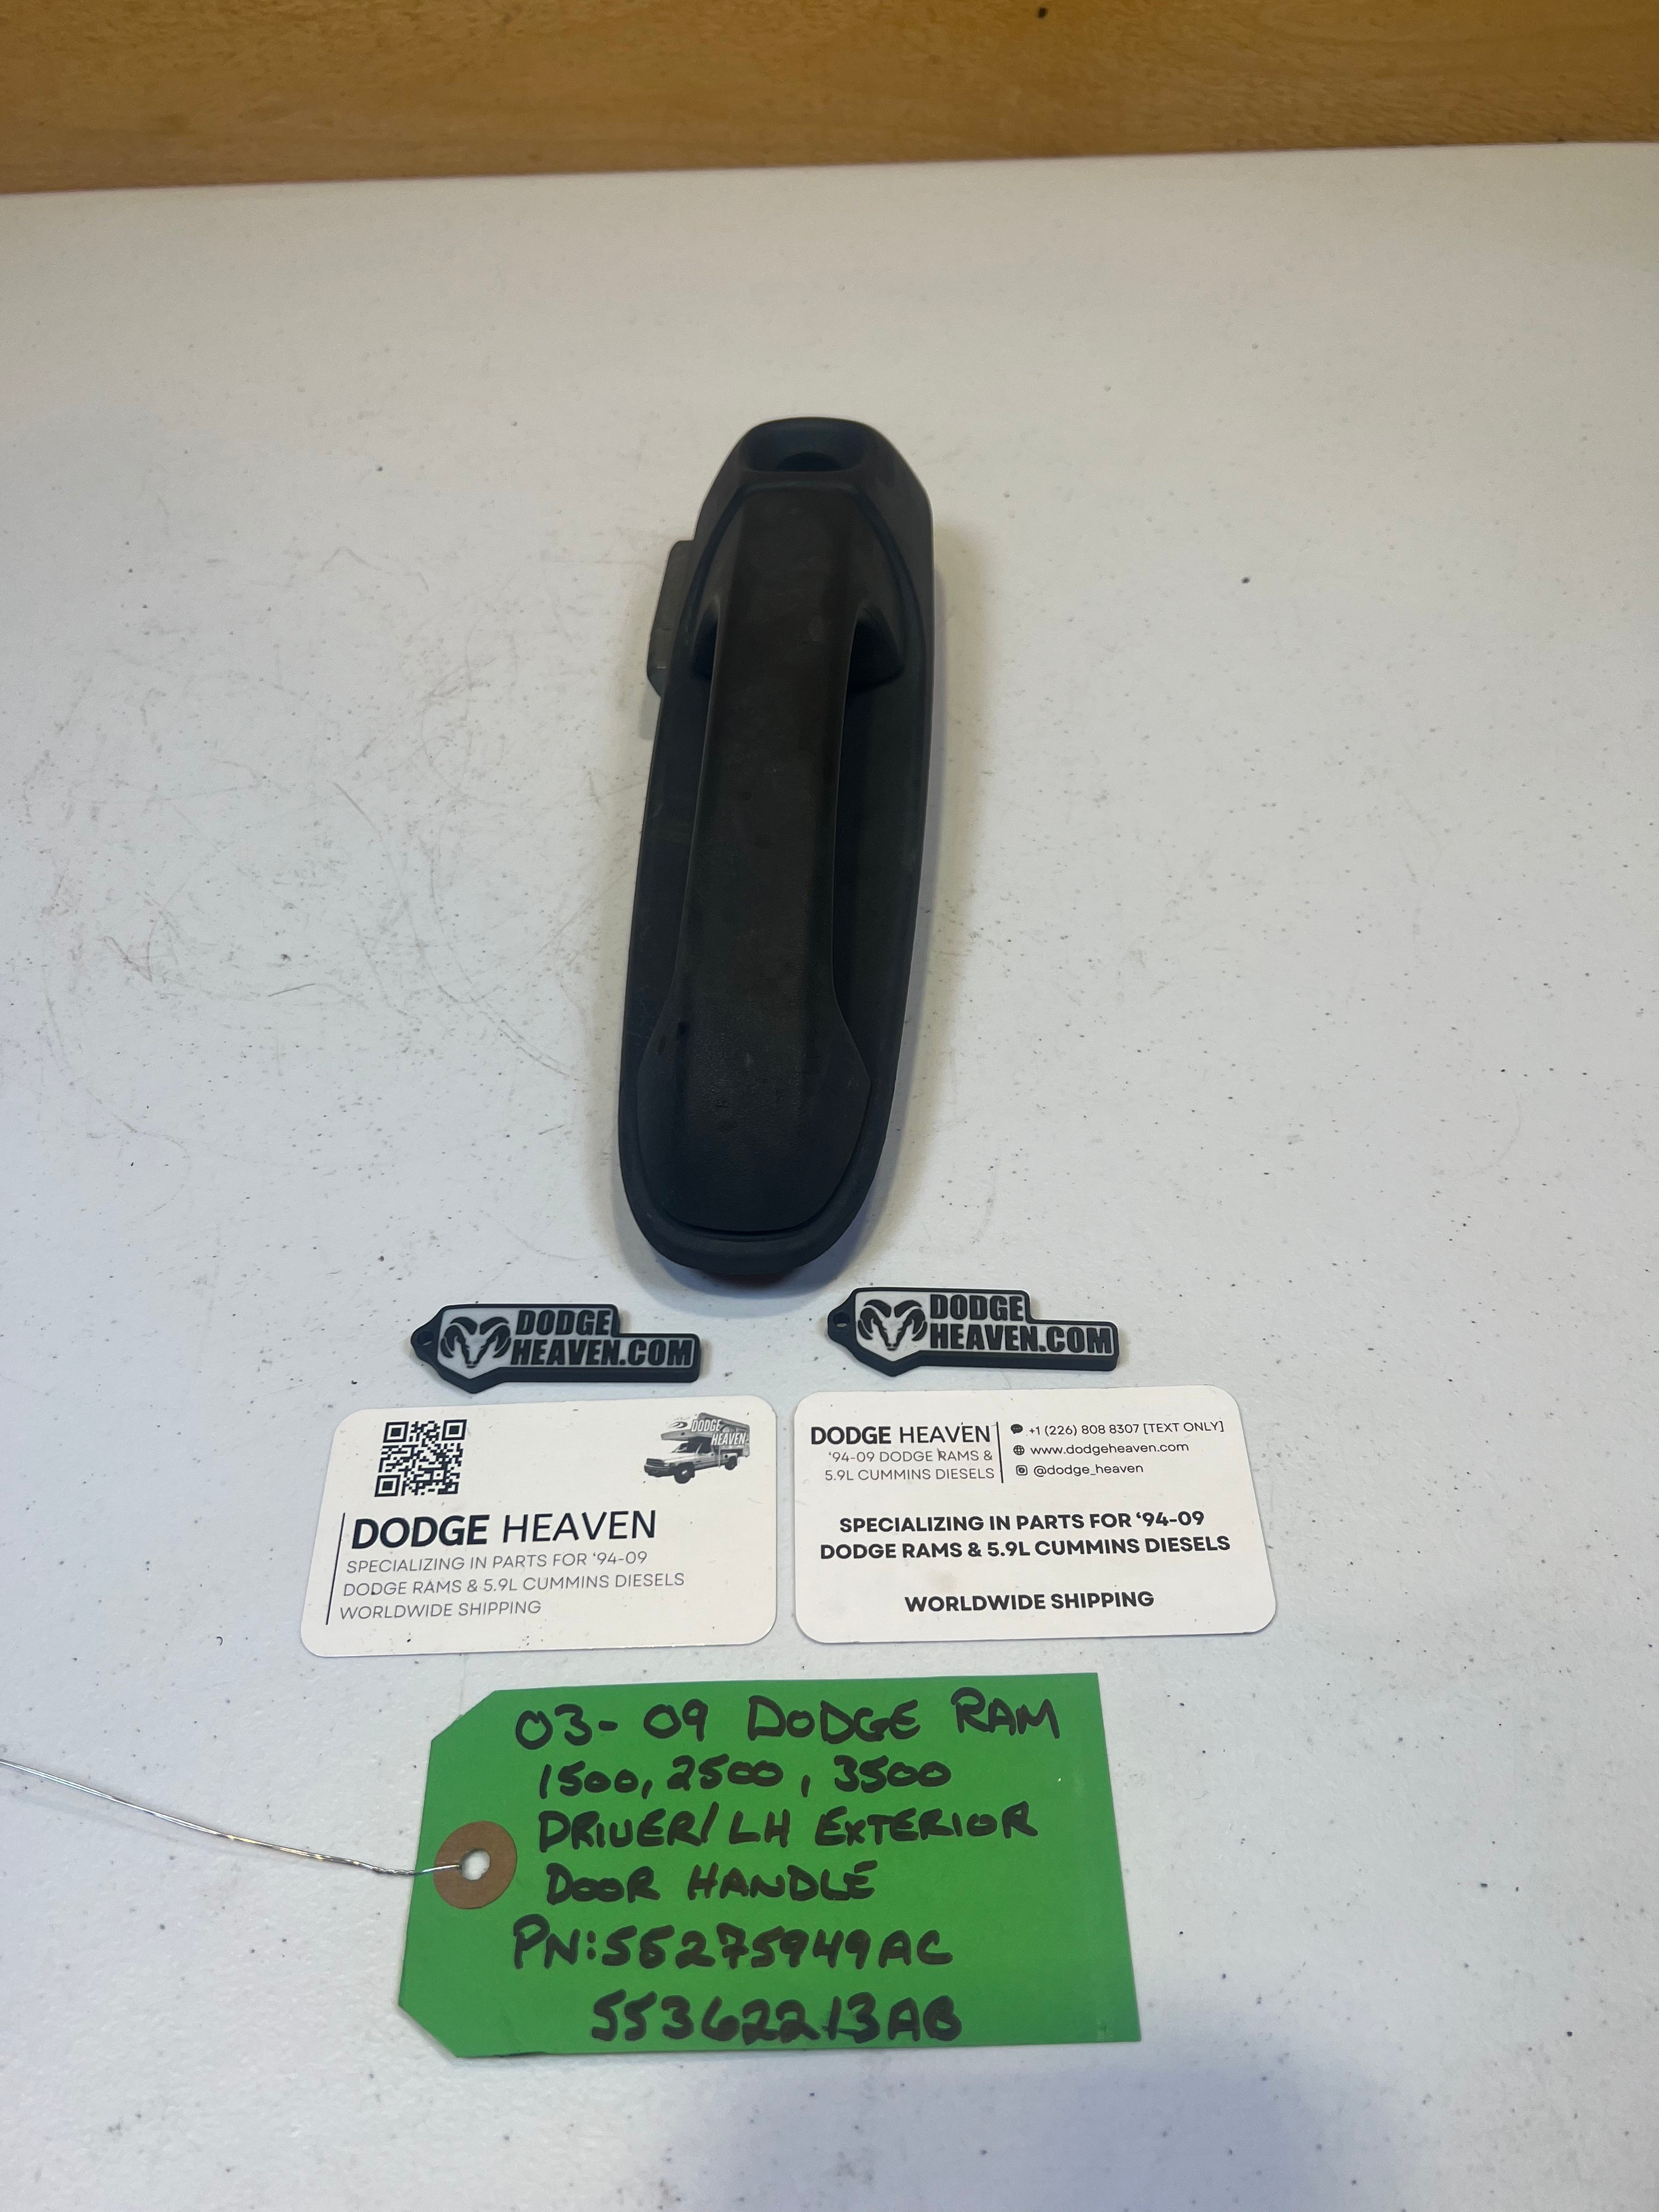 DODGE
HEAVEN.COM
DODGE
HEAVEN.COM
DODGE
HEAVEN
DODGE HEAVEN
SPECIALIZING IN PARTS FOR '94-09
DODGE RAMS & 5.9L CUMMINS DIESELS
WORLDWIDE SHIPPING
DODGE HEAVEN
'94-09 DODGE RAMS &
5.9L CUMMINS DIESELS
+1 (226) 808 8307 [TEXT ONLY]
www.dodgeheaven.com
@dodge_heaven
SPECIALIZING IN PARTS FOR '94-09
DODGE RAMS & 5.9L CUMMINS DIESELS
WORLDWIDE SHIPPING
03-09 DODGE RAM
1500, 2500, 3500
DRIVER/LH EXTERIOR
DOOR HANDLE
PN:55275949AC
55362213AB